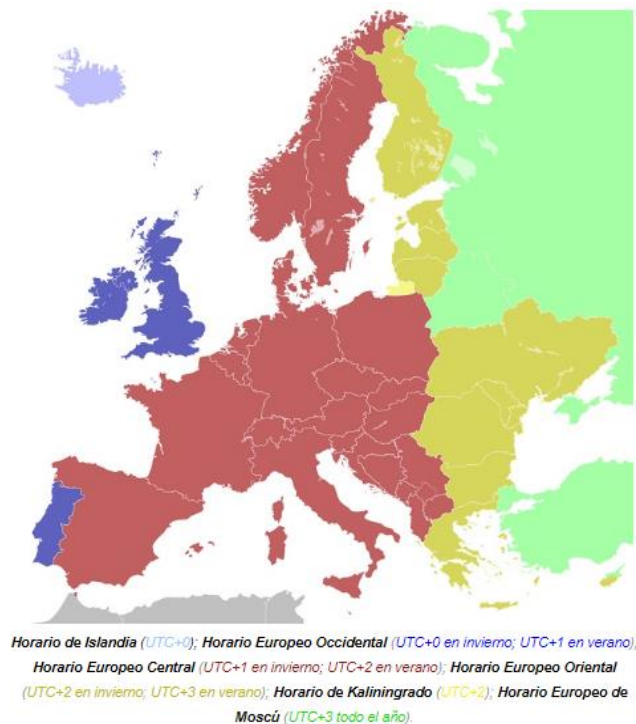 Horario de Islandia (UTC+0); Horario Europeo Occidental (UTC+0 en invierno; UTC+1 en verano);
Horario Europeo Central (UTC+1 en invierno; UTC+2 en verano); Horario Europeo Oriental
(UTC+2 en invierno; UTC+3 en verano); Horario de Kaliningrado (UTC+2); Horario Europeo de
Moscú (UTC+3 todo el año).